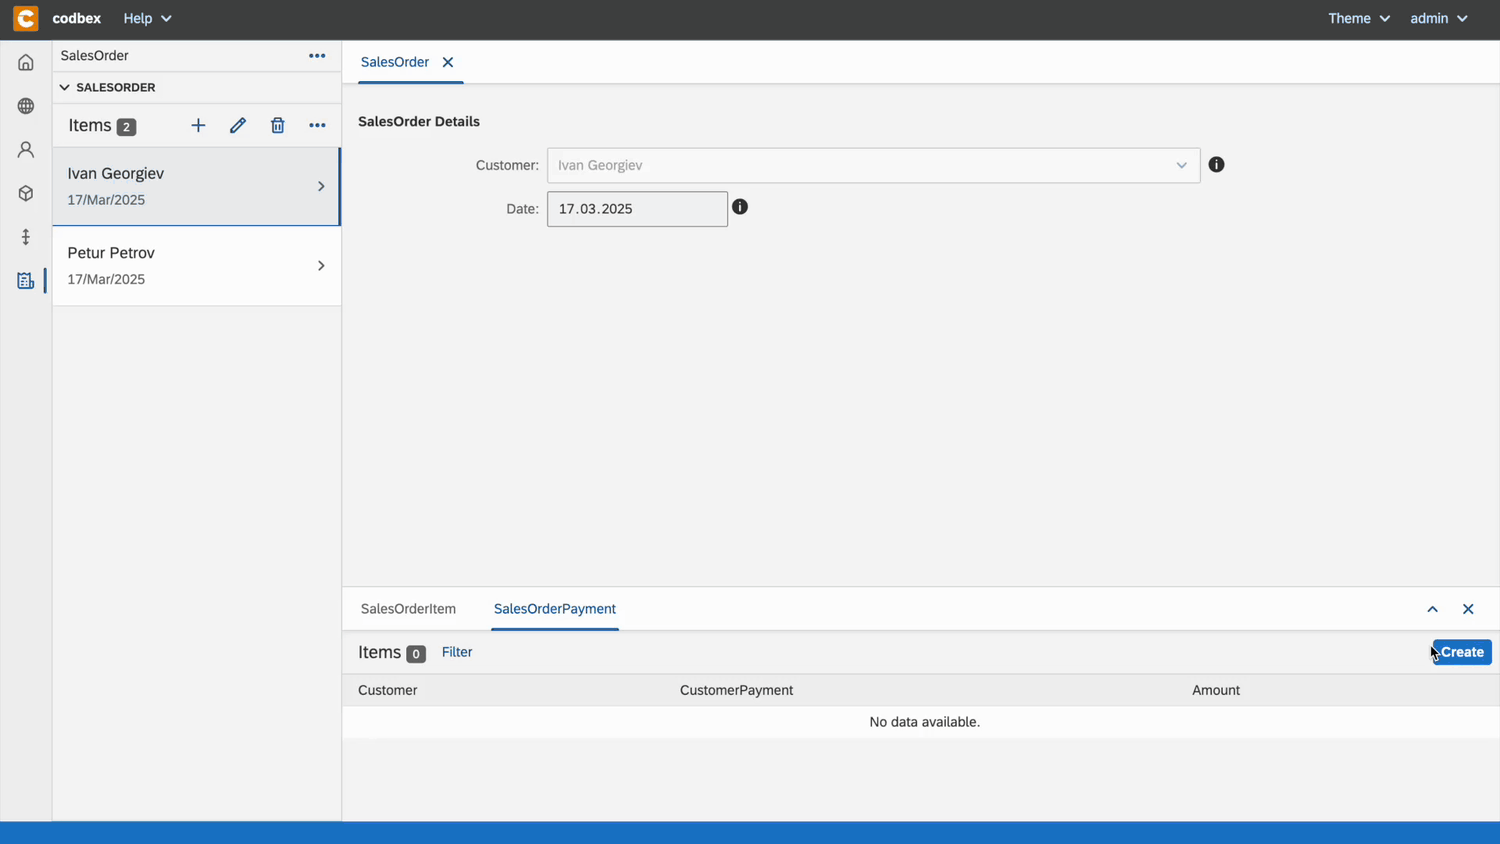 codbex Help Theme admin
SalesOrder
SALESORDER
Items 2
Ivan Georgiev
17/Mar/2025
Petur Petrov
17/Mar/2025
SalesOrder
SalesOrder Details
Customer: Ivan Georgiev
Date: 17.03.2025
SalesOrderItem SalesOrderPayment
Items 0 Filter Create
Customer CustomerPayment Amount
No data available.